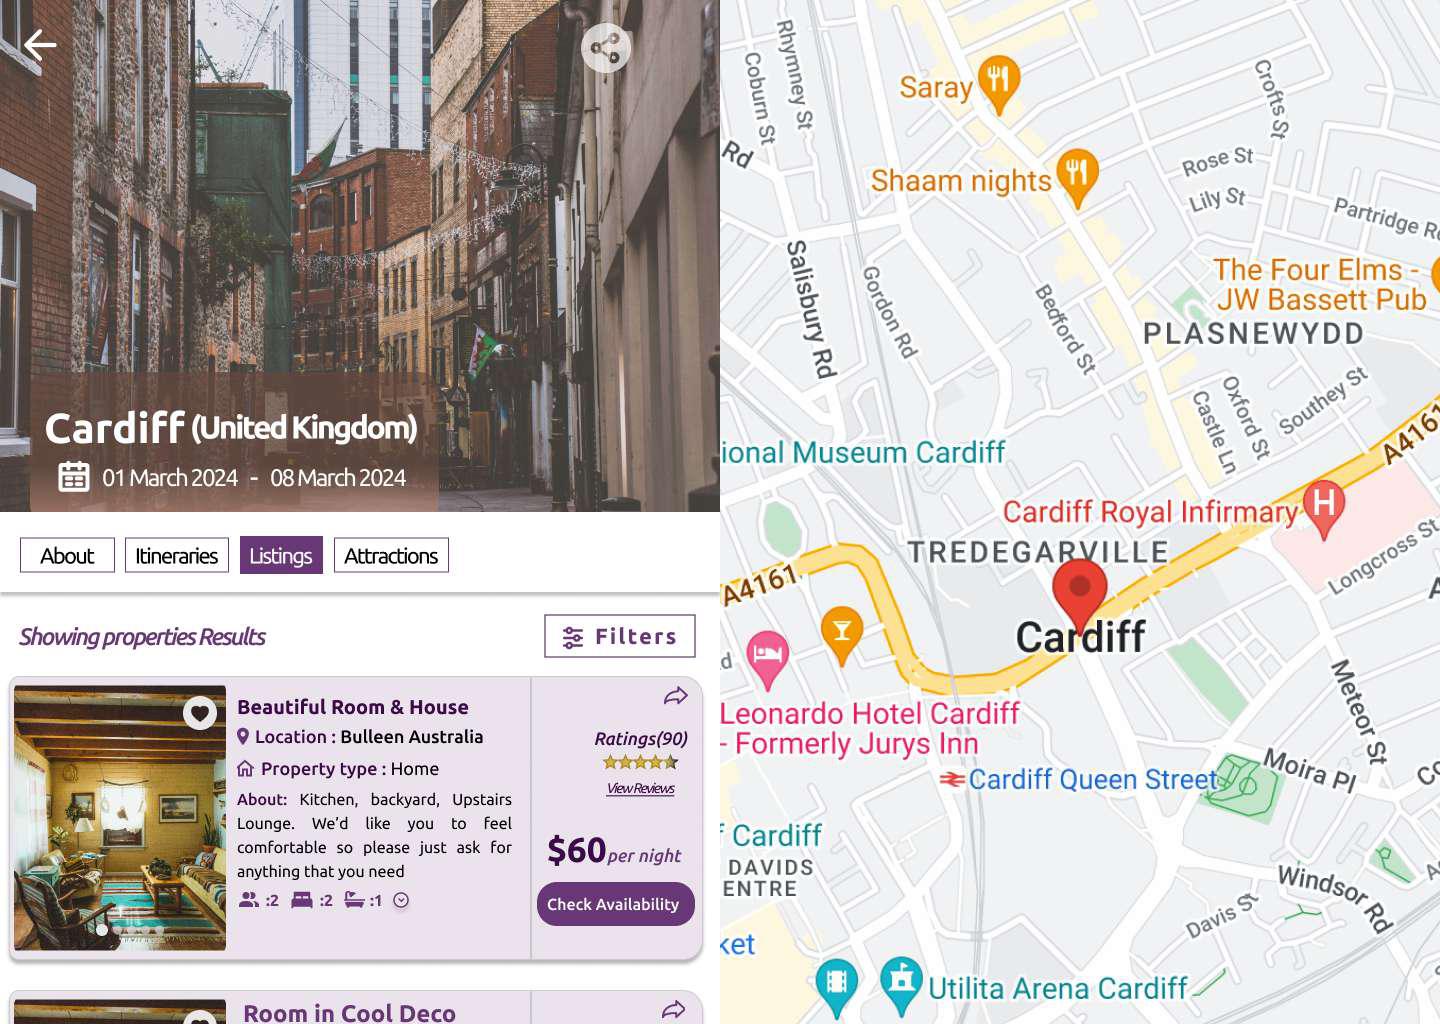 Cardiff (United Kingdom)
01 March 2024 - 08 March 2024
About
Itineraries
Listings
Attractions
Showing properties Results
Filters
Beautiful Room & House
Location : Bulleen Australia
Property type : Home
About: Kitchen, backyard, Upstairs
Lounge. We’d like you to feel
comfortable so please just ask for
anything that you need
:2 :2 :1
Ratings(90)
View Reviews
$60per night
Check Availability
Room in Cool Deco
Rhymney St
Coburn St
Saray
Crofts St
Rd
Shaam nights
Rose St
Lily St
Partridge R
Salisbury Rd
Gordon Rd
Bedford St
The Four Elms -
JW Bassett Pub
PLASNEWYDD
Oxford St
Castle Ln
Southey St
ional Museum Cardiff
A4161
Cardiff Royal Infirmary
H
TREDEGARVILLE
Longcross St
A4161
Cardiff
d
Leonardo Hotel Cardiff
- Formerly Jurys Inn
Meteor St
Moira Pl
Co
Cardiff Queen Street
f Cardiff
DAVIDS
ENTRE
Windsor Rd
Davis St
ket
Utilita Arena Cardiff